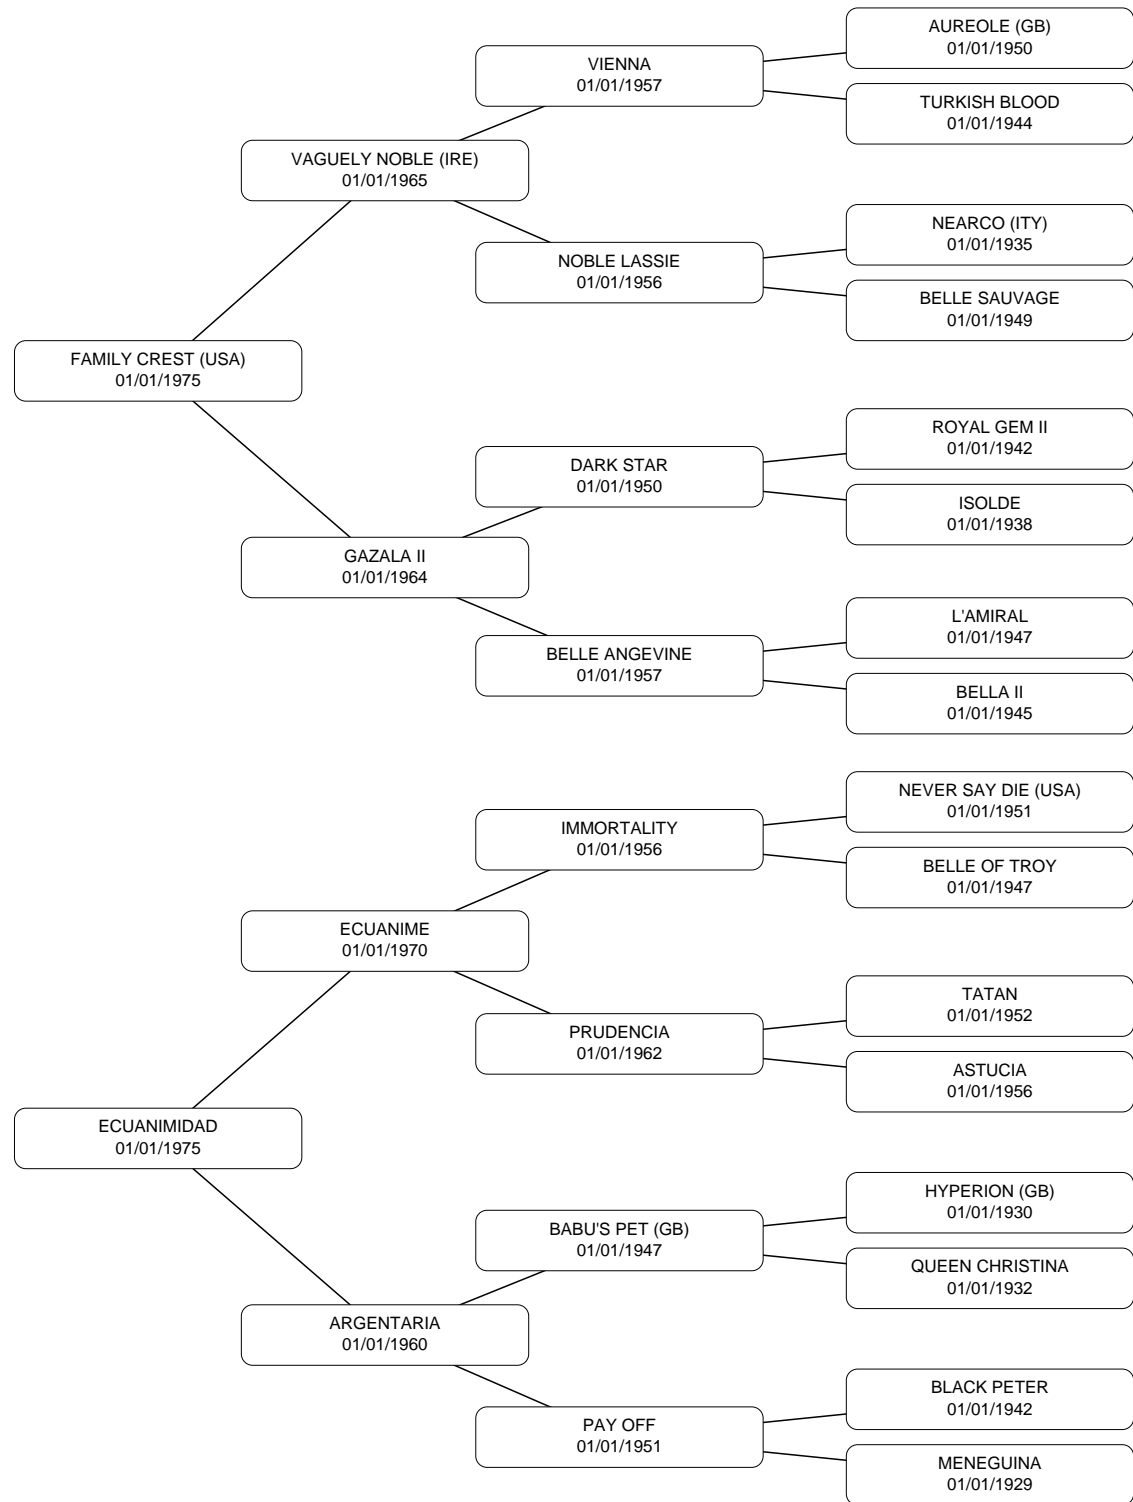 AUREOLE (GB)
01/01/1950
VIENNA
01/01/1957
TURKISH BLOOD
01/01/1944
VAGUELY NOBLE (IRE)
01/01/1965
NEARCO (ITY)
01/01/1935
NOBLE LASSIE
01/01/1956
BELLE SAUVAGE
01/01/1949
FAMILY CREST (USA)
01/01/1975
ROYAL GEM II
01/01/1942
DARK STAR
01/01/1950
ISOLDE
01/01/1938
GAZALA II
01/01/1964
L'AMIRAL
01/01/1947
BELLE ANGEVINE
01/01/1957
BELLA II
01/01/1945
NEVER SAY DIE (USA)
01/01/1951
IMMORTALITY
01/01/1956
BELLE OF TROY
01/01/1947
ECUANIME
01/01/1970
TATAN
01/01/1952
PRUDENCIA
01/01/1962
ASTUCIA
01/01/1956
ECUANIMIDAD
01/01/1975
HYPERION (GB)
01/01/1930
BABU'S PET (GB)
01/01/1947
QUEEN CHRISTINA
01/01/1932
ARGENTARIA
01/01/1960
BLACK PETER
01/01/1942
PAY OFF
01/01/1951
MENEGUINA
01/01/1929